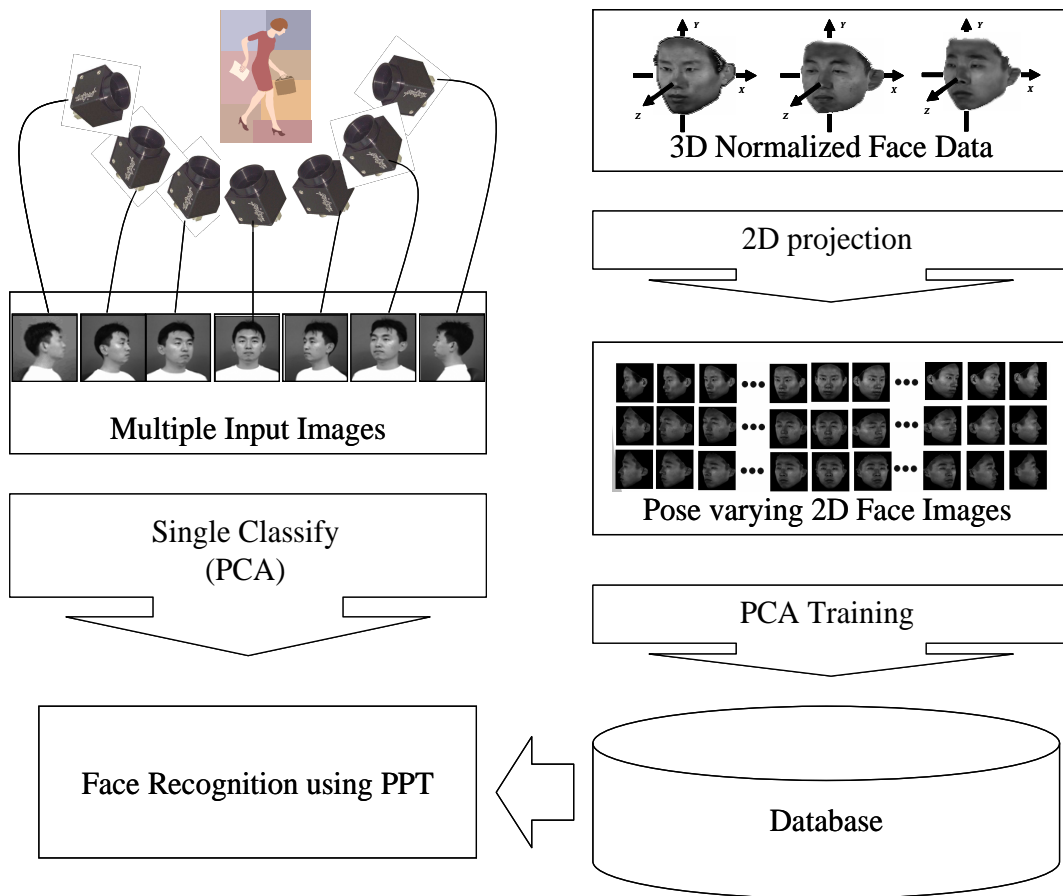 Y
Y
Y
X
X
X
Z
Z
Z
3D Normalized Face Data
2D projection
Multiple Input Images
Pose varying 2D Face Images
Single Classify
(PCA)
PCA Training
Face Recognition using PPT
Database